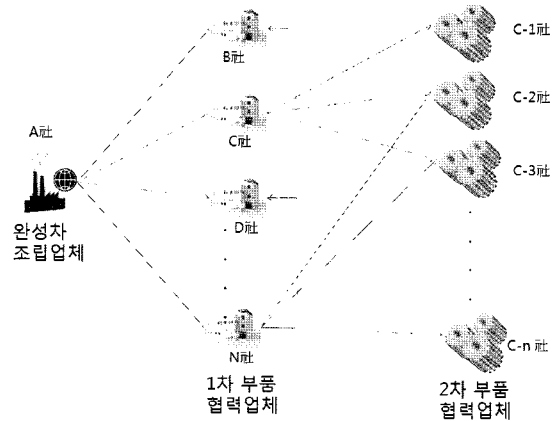 A社
완성차
조립업체
B社
C社
D社
N社
1차 부품
협력업체
C-1社
C-2社
C-3社
C-n 社
2차 부품
협력업체